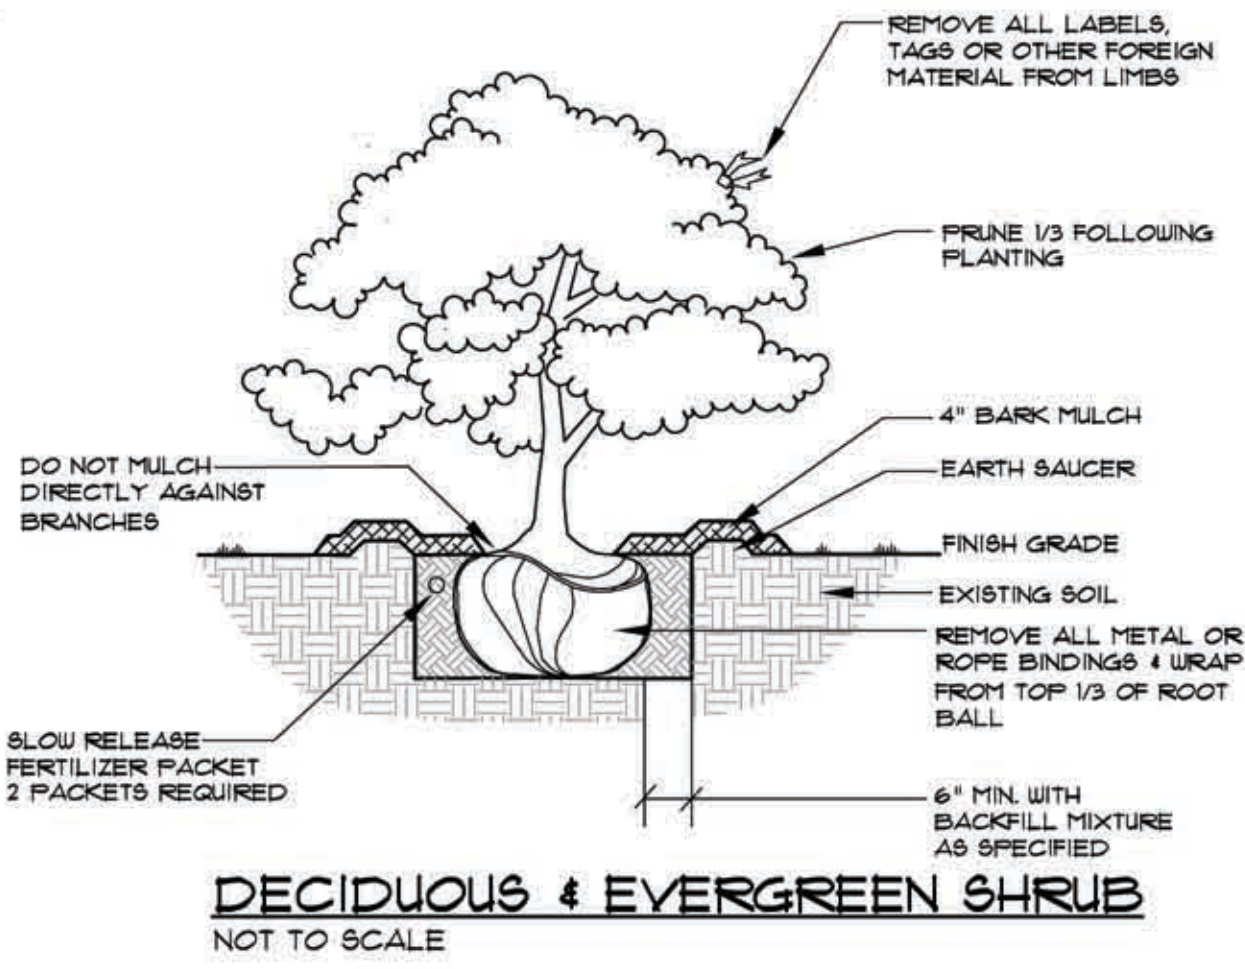 REMOVE ALL LABELS,
TAGS OR OTHER FOREIGN
MATERIAL FROM LIMBS
PRUNE 1/3 FOLLOWING
PLANTING
4" BARK MULCH
DO NOT MULCH
DIRECTLY AGAINST
BRANCHES
EARTH SAUCER
FINISH GRADE
EXISTING SOIL
REMOVE ALL METAL OR
ROPE BINDINGS & WRAP
FROM TOP 1/3 OF ROOT
BALL
SLOW RELEASE
FERTILIZER PACKET
2 PACKETS REQUIRED
6" MIN. WITH
BACKFILL MIXTURE
AS SPECIFIED
DECIDUOUS & EVERGREEN SHRUB
NOT TO SCALE